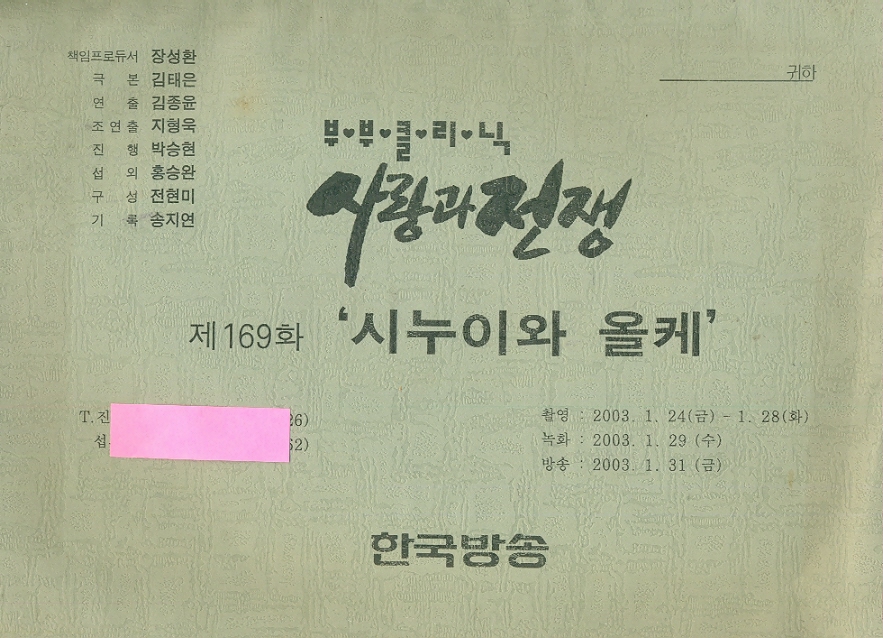 책임프로듀서 장성환
극 본 김태은
연 출 김종윤
조연출 지형욱
진 행 박승현
섭 외 홍승완
구 성 전현미
기 록 송지연
귀하
부♥부♥클♥리♥닉
사랑과 전쟁
제169화 '시누이와 올케'
T.진 26)
섭 62)
촬영 : 2003. 1. 24(금) - 1. 28(화)
녹화 : 2003. 1. 29 (수)
방송 : 2003. 1. 31 (금)
한국방송